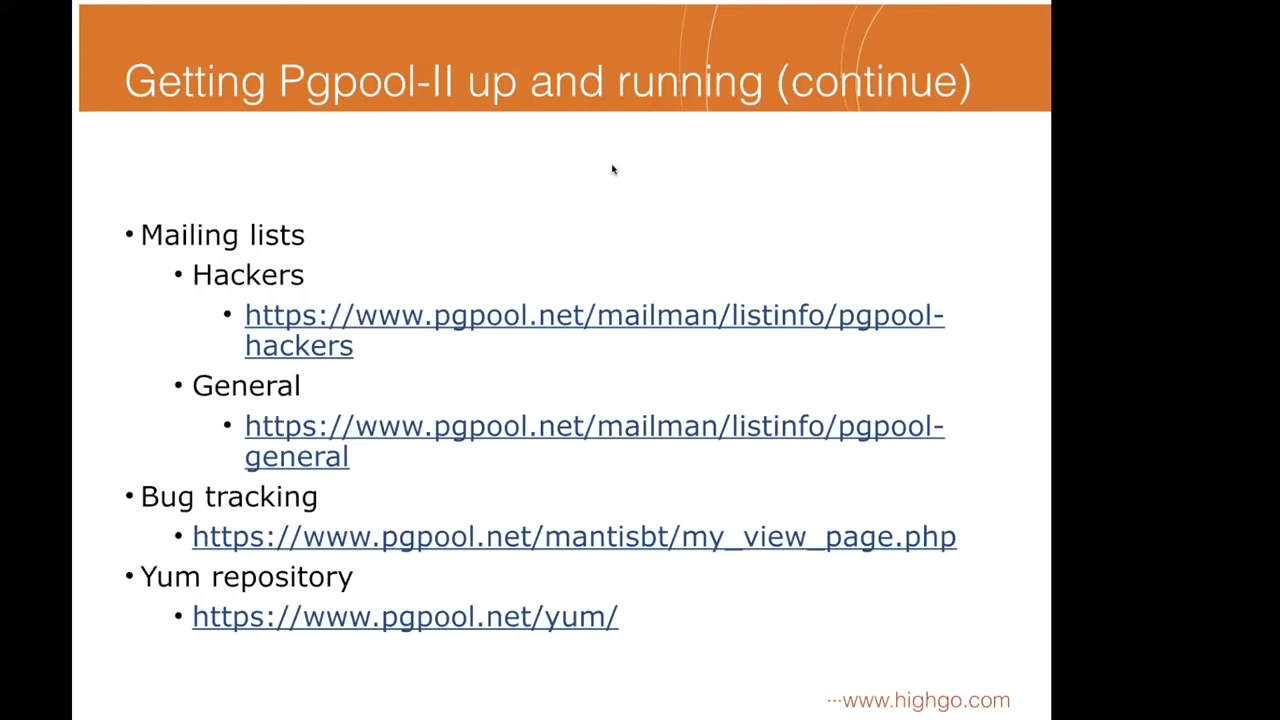 Getting Pgpool-II up and running (continue)
• Mailing lists
• Hackers
• https://www.pgpool.net/mailman/listinfo/pgpool-
hackers
• General
• https://www.pgpool.net/mailman/listinfo/pgpool-
general
• Bug tracking
• https://www.pgpool.net/mantisbt/my_view_page.php
• Yum repository
• https://www.pgpool.net/yum/
···www.highgo.com